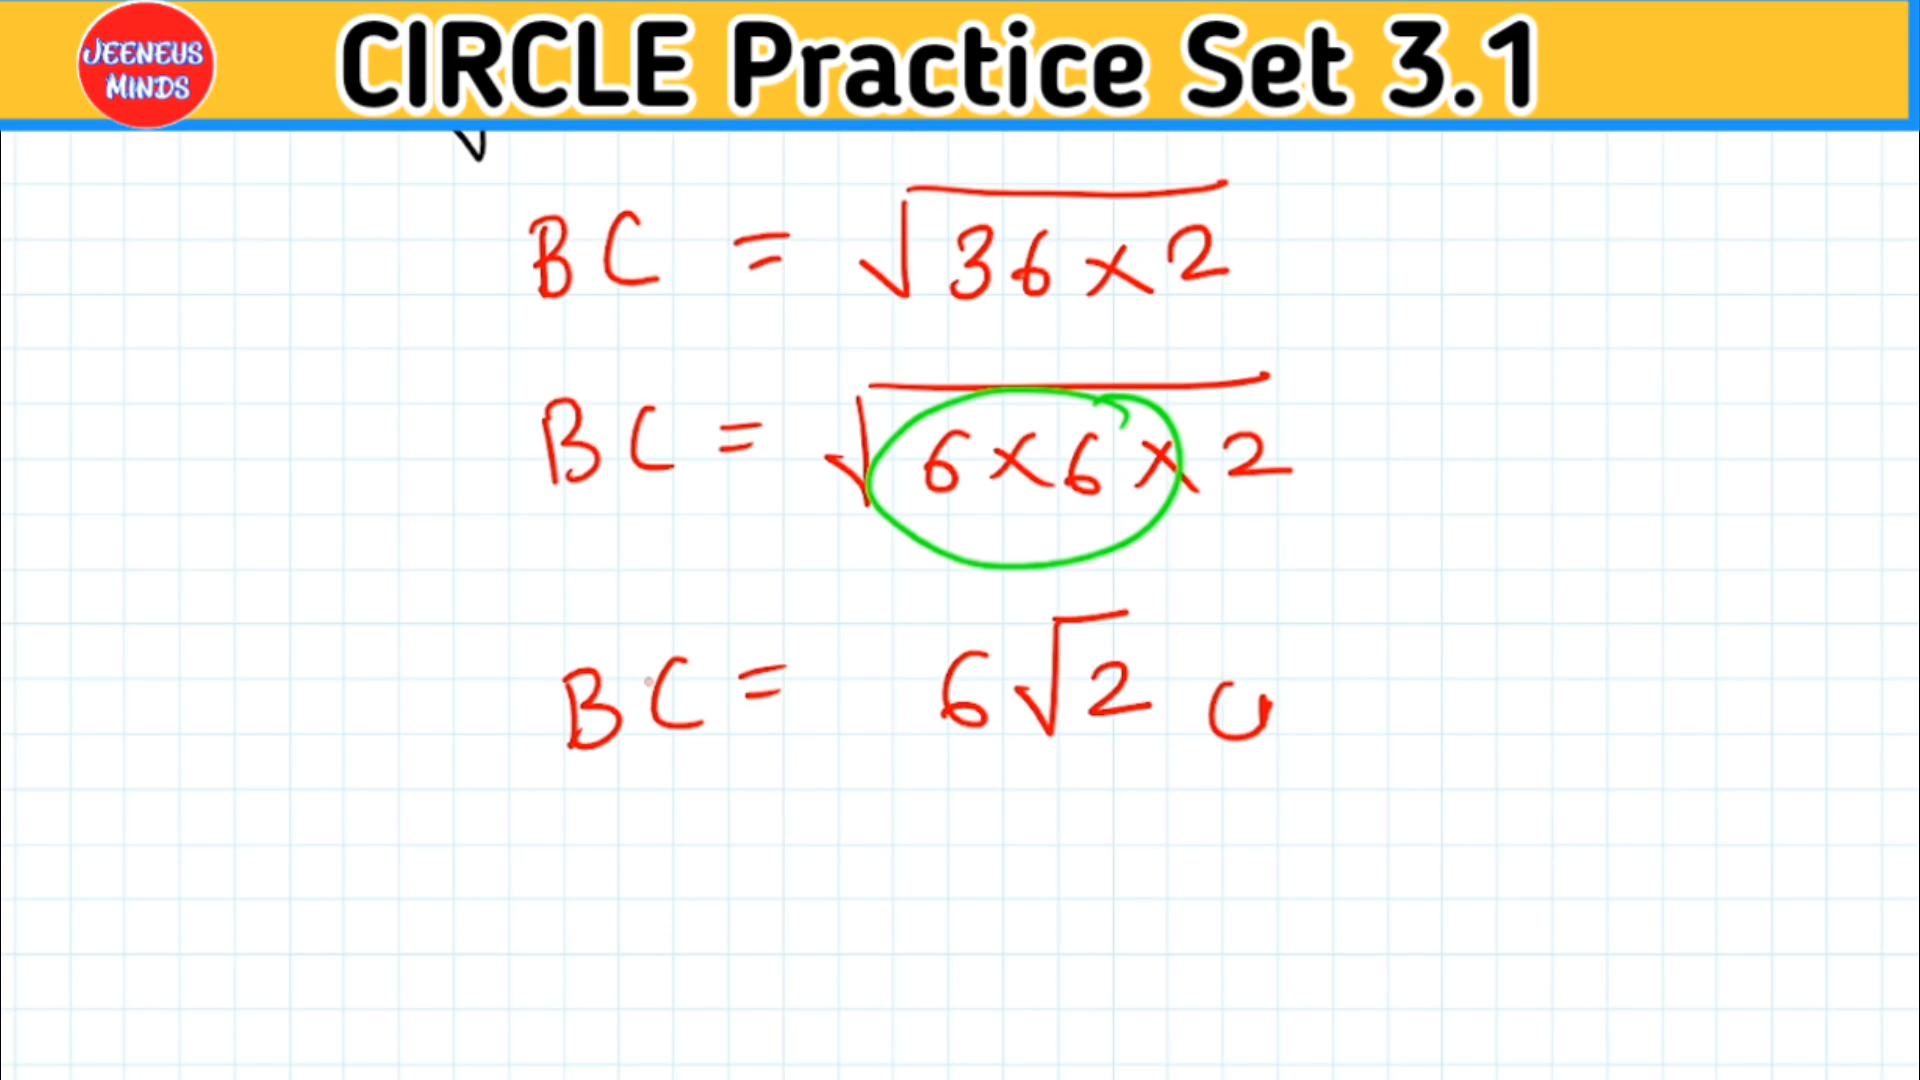 JEENEUS
MINDS
CIRCLE Practice Set 3.1
BC = √36×2
BC = √6×6×2
BC = 6√2 c